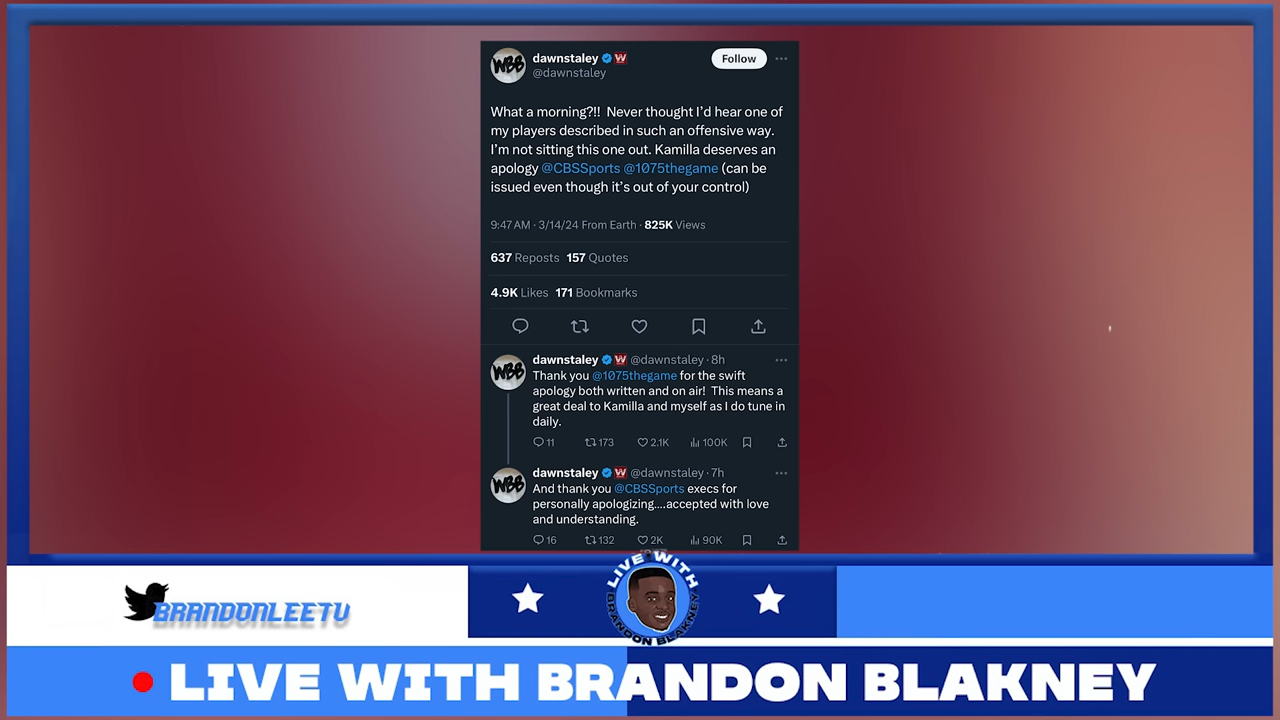 dawnstaley
Follow
@dawnstaley
What a morning?!! Never thought I'd hear one of
my players described in such an offensive way.
I'm not sitting this one out. Kamilla deserves an
apology @CBSSports @1075thegame (can be
issued even though it's out of your control)
9:47 AM · 3/14/24 From Earth · 825K Views
637 Reposts 157 Quotes
4.9K Likes 171 Bookmarks
WBB dawnstaley @dawnstaley · 8h
Thank you @1075thegame for the swift
apology both written and on air! This means a
great deal to Kamilla and myself as I do tune in
daily.
11 173 2.1K 100K
WBB dawnstaley @dawnstaley · 7h
And thank you @CBSSports execs for
personally apologizing....accepted with love
and understanding.
16 132 2K 90K
LIVE WITH
BRANDON BLAKNEY
BRANDONLEETV
LIVE WITH BRANDON BLAKNEY